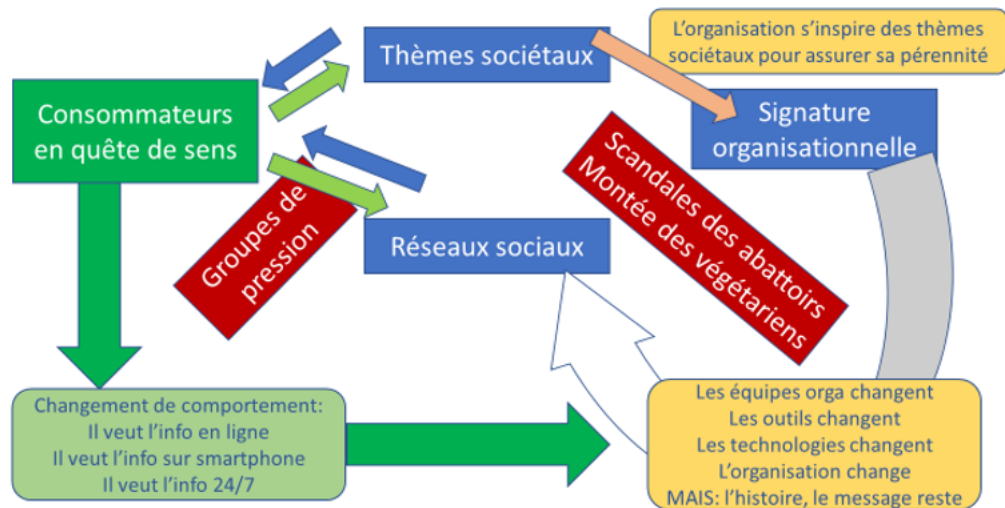 Thèmes sociétaux
L'organisation s'inspire des thèmes
sociétaux pour assurer sa pérennité
Consommateurs
en quête de sens
Signature
organisationnelle
Groupes de
pression
Réseaux sociaux
Scandales des abattoirs
Montée des végétariens
Changement de comportement:
Il veut l'info en ligne
Il veut l'info sur smartphone
Il veut l'info 24/7
Les équipes orga changent
Les outils changent
Les technologies changent
L'organisation change
MAIS: l'histoire, le message reste